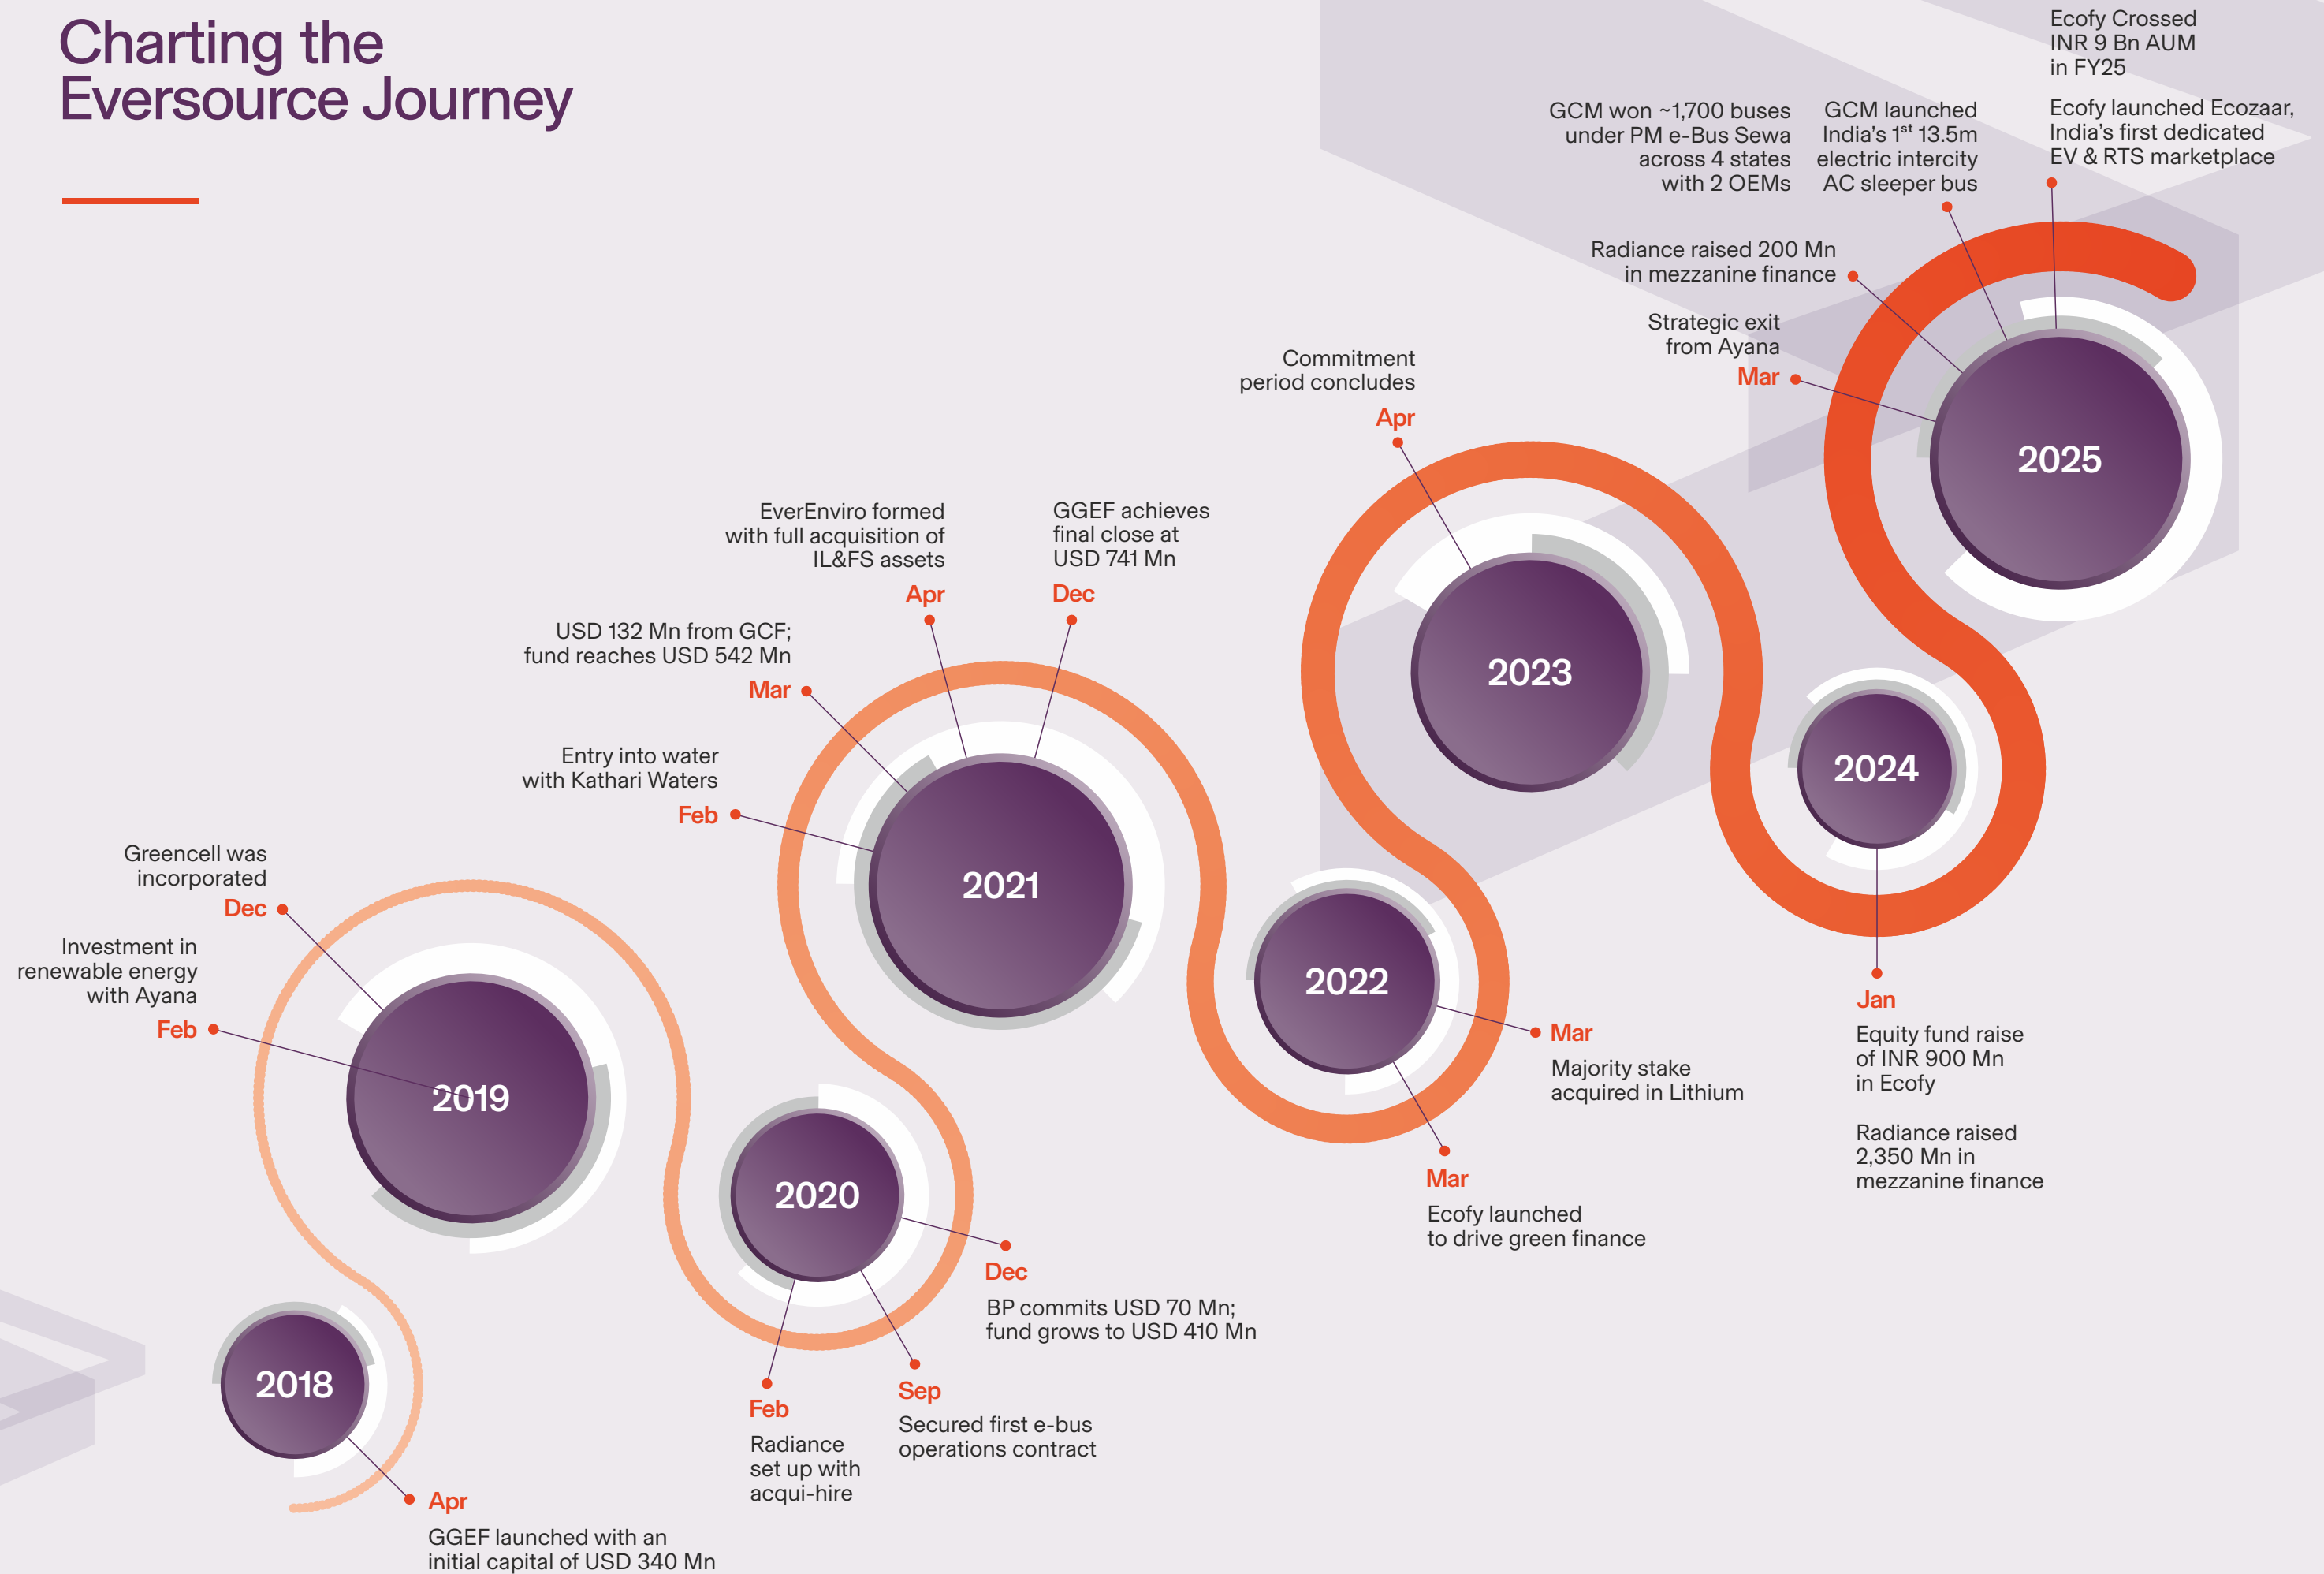 Charting the
Eversource Journey
2018
Apr
GGEF launched with an
initial capital of USD 340 Mn
2019
Investment in
renewable energy
with Ayana
Feb
Greencell was
incorporated
Dec
2020
Feb
Radiance
set up with
acqui-hire
Sep
Secured first e-bus
operations contract
Dec
BP commits USD 70 Mn;
fund grows to USD 410 Mn
2021
Entry into water
with Kathari Waters
Feb
USD 132 Mn from GCF;
fund reaches USD 542 Mn
Mar
EverEnviro formed
with full acquisition of
IL&FS assets
Apr
GGEF achieves
final close at
USD 741 Mn
Dec
2022
Mar
Majority stake
acquired in Lithium
Mar
Ecofy launched
to drive green finance
2023
Commitment
period concludes
Apr
2024
Jan
Equity fund raise
of INR 900 Mn
in Ecofy
Radiance raised
2,350 Mn in
mezzanine finance
2025
Strategic exit
from Ayana
Mar
Radiance raised 200 Mn
in mezzanine finance
GCM won ~1,700 buses
under PM e-Bus Sewa
across 4 states
with 2 OEMs
GCM launched
India’s 1st 13.5m
electric intercity
AC sleeper bus
Ecofy Crossed
INR 9 Bn AUM
in FY25
Ecofy launched Ecozaar,
India’s first dedicated
EV & RTS marketplace